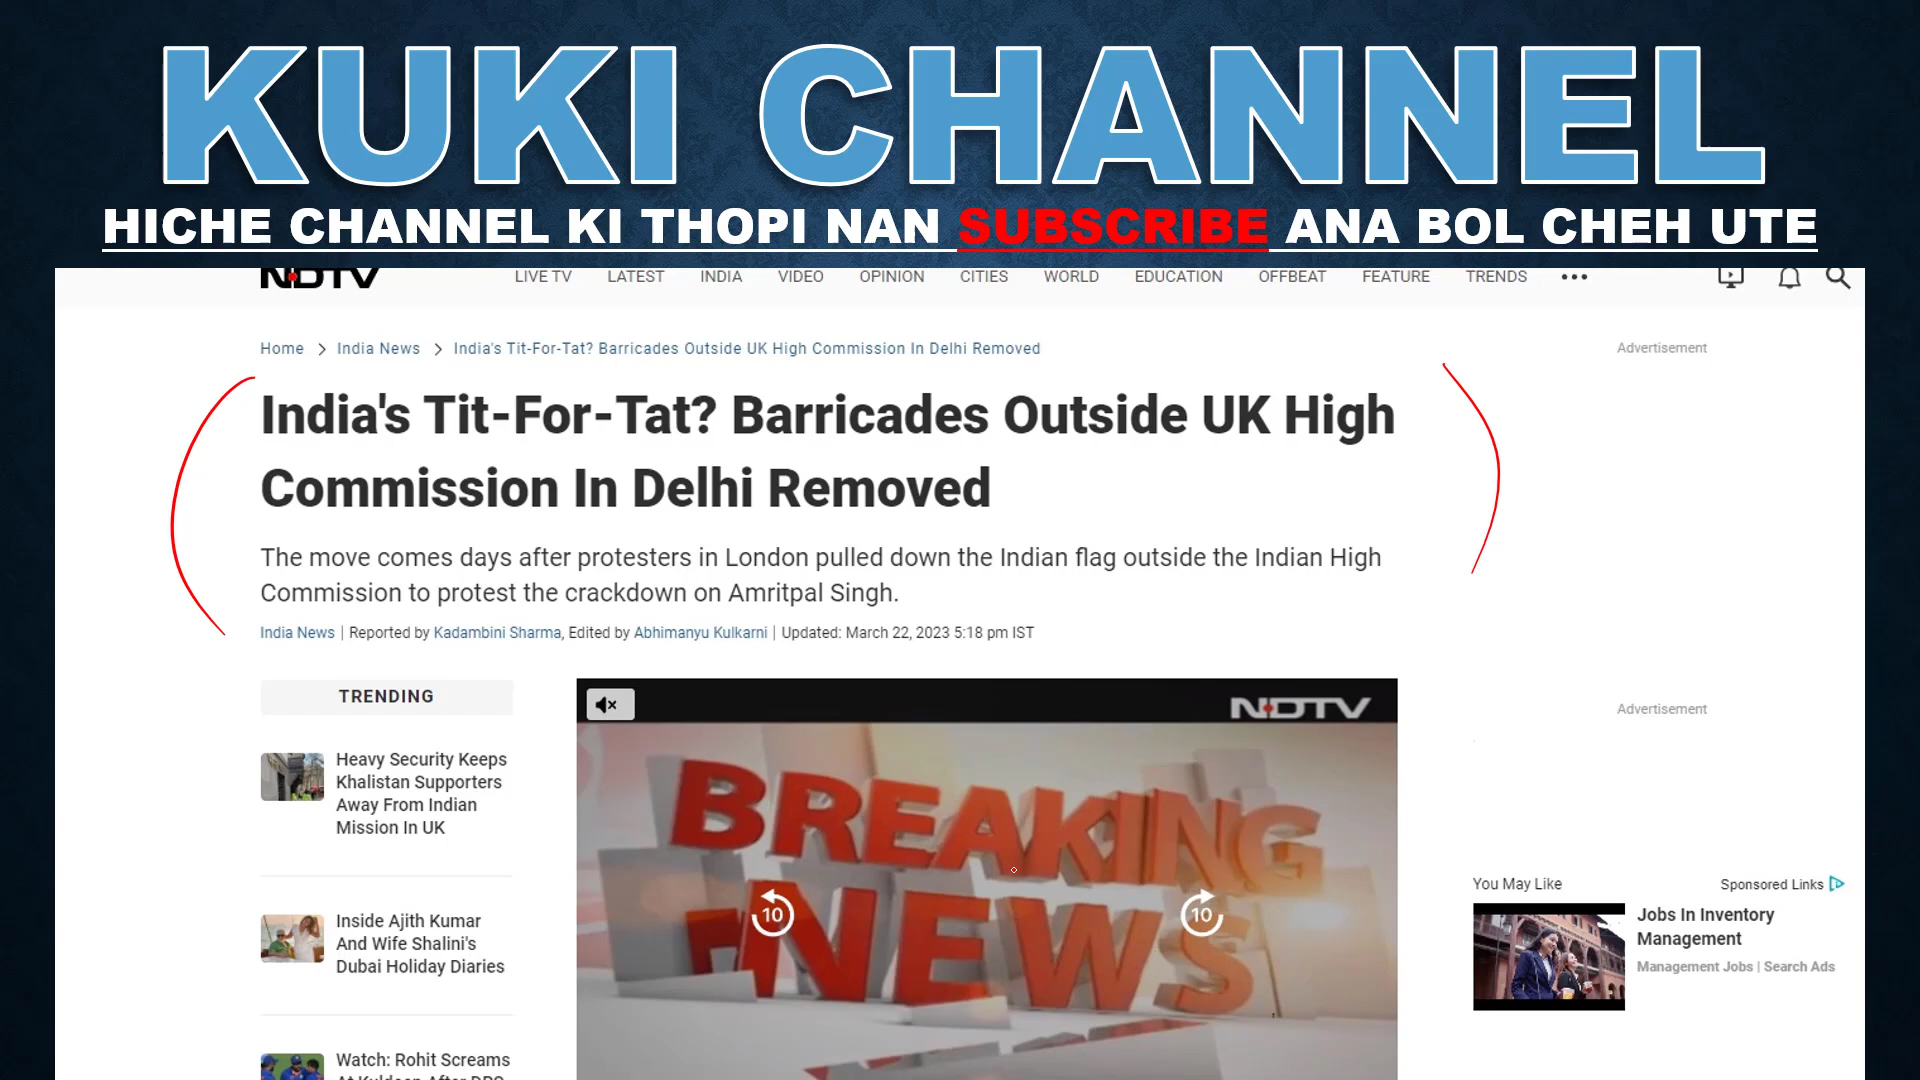 KUKI CHANNEL
HICHE CHANNEL KI THOPI NAN SUBSCRIBE ANA BOL CHEH UTE
NDTV
LIVE TV LATEST INDIA VIDEO OPINION CITIES WORLD EDUCATION OFFBEAT FEATURE TRENDS
Home > India News > India's Tit-For-Tat? Barricades Outside UK High Commission In Delhi Removed
Advertisement
India's Tit-For-Tat? Barricades Outside UK High
Commission In Delhi Removed
The move comes days after protesters in London pulled down the Indian flag outside the Indian High
Commission to protest the crackdown on Amritpal Singh.
India News | Reported by Kadambini Sharma, Edited by Abhimanyu Kulkarni | Updated: March 22, 2023 5:18 pm IST
TRENDING
Heavy Security Keeps
Khalistan Supporters
Away From Indian
Mission In UK
Inside Ajith Kumar
And Wife Shalini's
Dubai Holiday Diaries
Watch: Rohit Screams
NDTV
BREAKING
NEWS
10
10
Advertisement
You May Like
Sponsored Links
Jobs In Inventory
Management
Management Jobs | Search Ads